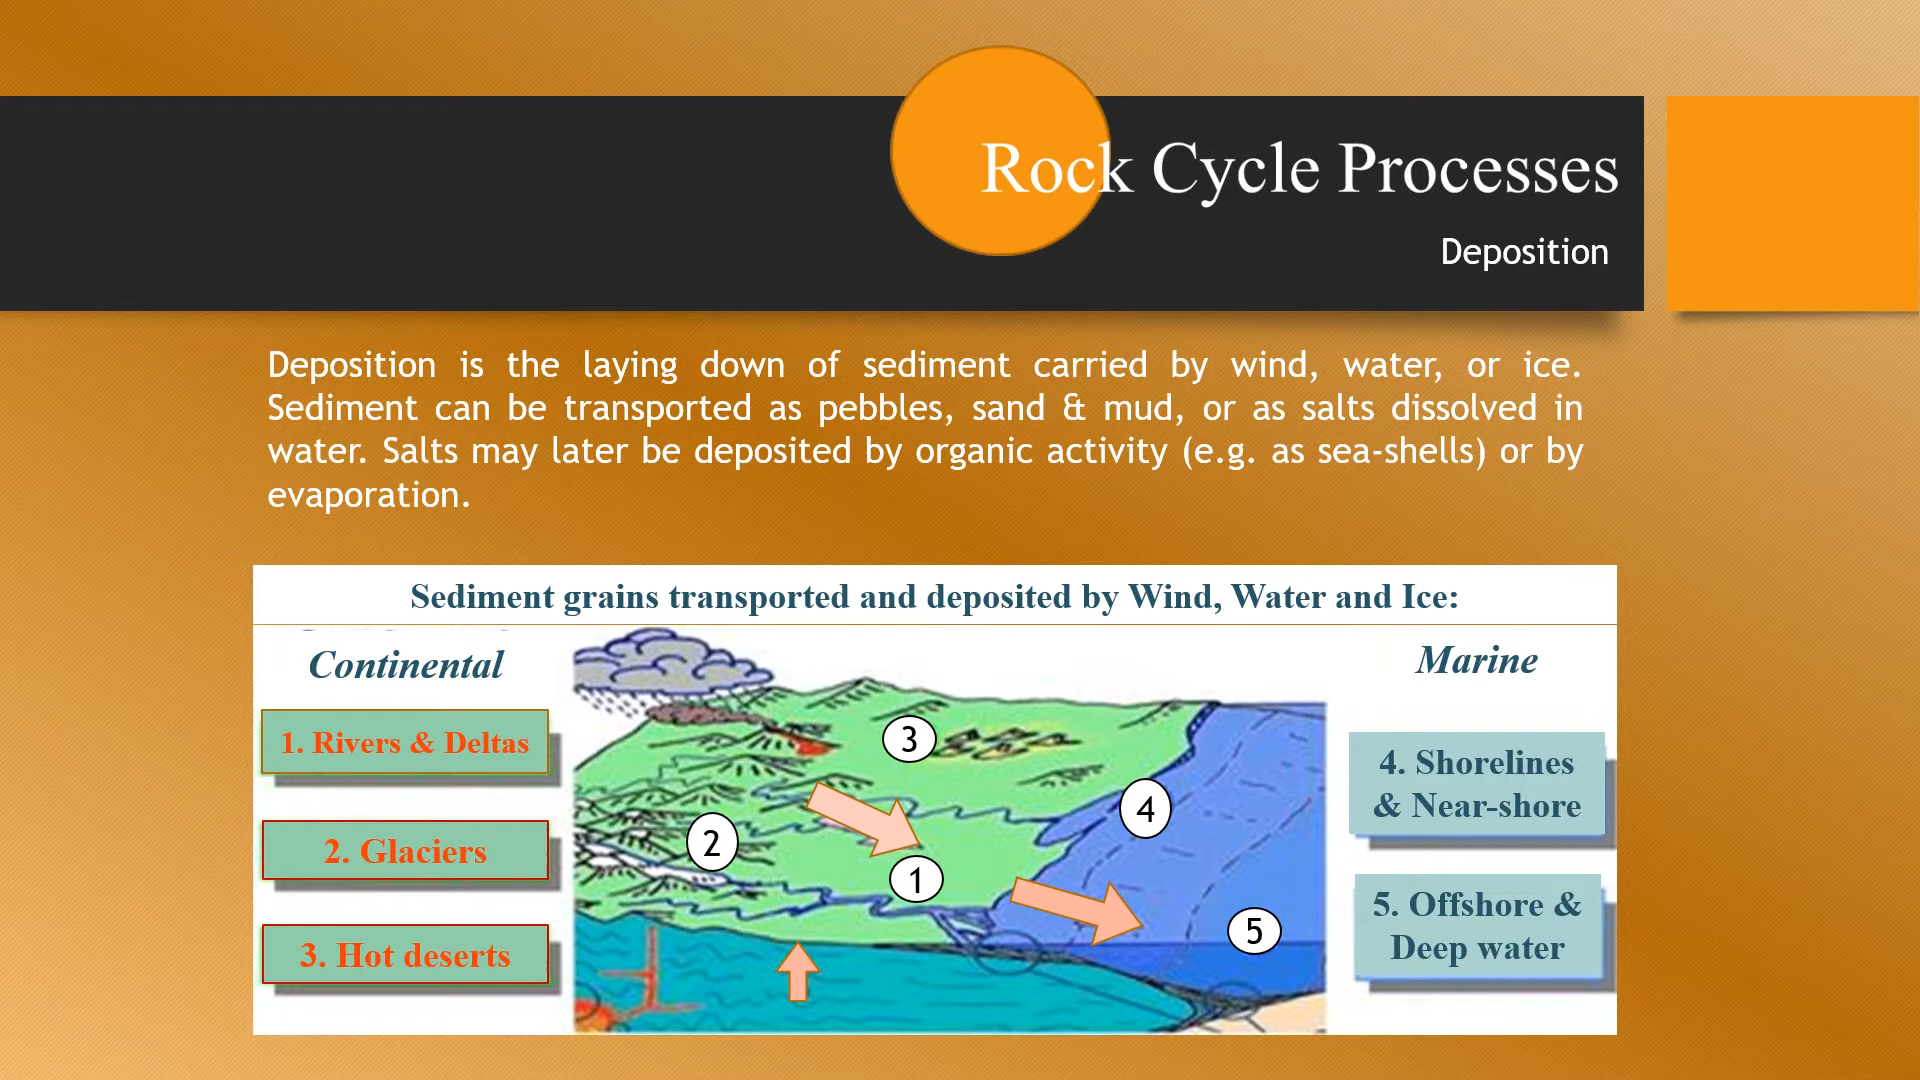 Rock Cycle Processes
Deposition
Deposition is the laying down of sediment carried by wind, water, or ice.
Sediment can be transported as pebbles, sand & mud, or as salts dissolved in
water. Salts may later be deposited by organic activity (e.g. as sea-shells) or by
evaporation.
Sediment grains transported and deposited by Wind, Water and Ice:
Continental
1. Rivers & Deltas
2. Glaciers
3. Hot deserts
3
2
1
4
5
Marine
4. Shorelines
& Near-shore
5. Offshore &
Deep water